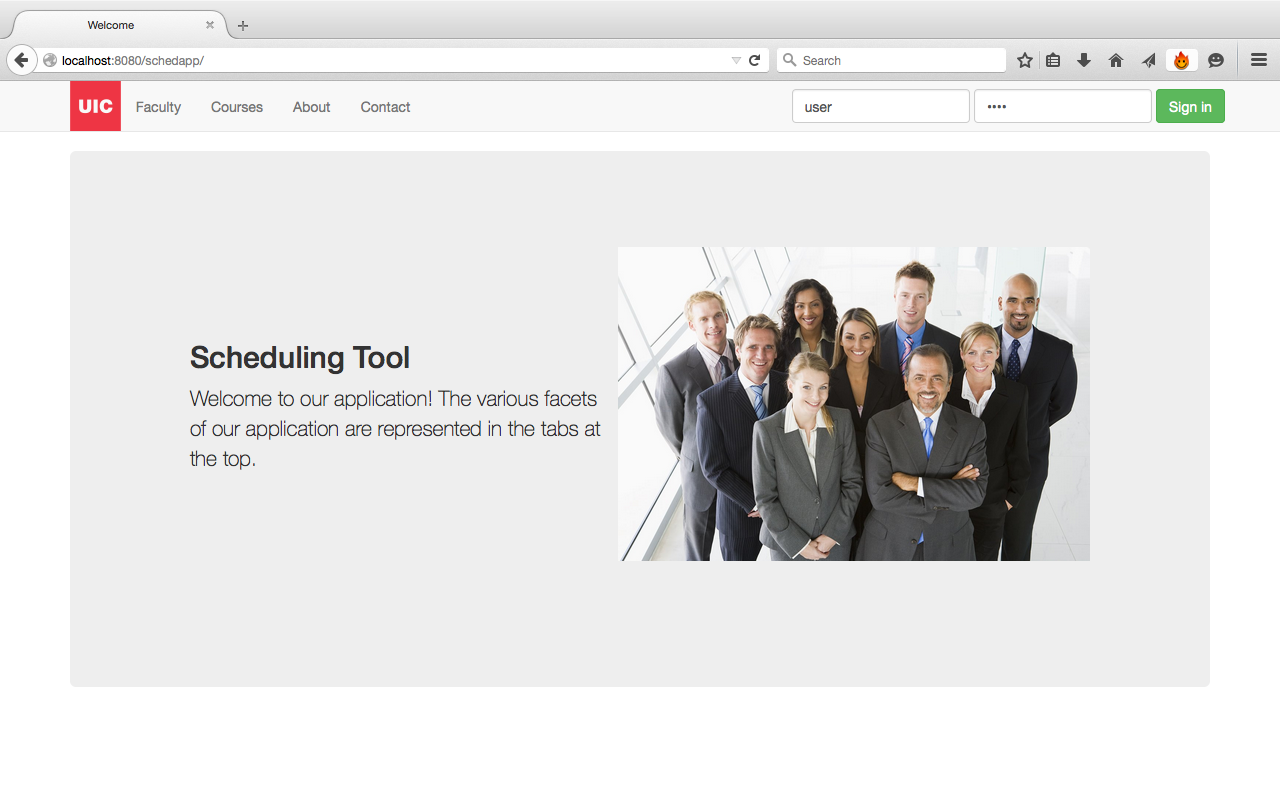 Welcome
localhost:8080/schedapp/
Search
UIC
Faculty
Courses
About
Contact
user
••••
Sign in
Scheduling Tool
Welcome to our application! The various facets
of our application are represented in the tabs at
the top.